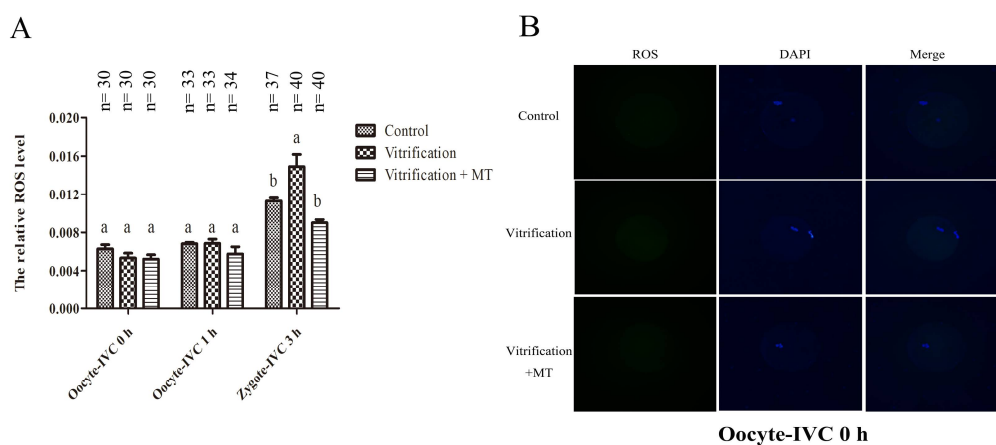 A
n= 30
n= 30
n= 30
n= 33
n= 33
n= 34
n= 37
n= 40
n= 40
The relative ROS level
0.020
0.016
0.012
0.008
0.004
0.000
a
a
a
a
a
a
b
a
b
Oocyte-IVC 0 h
Oocyte-IVC 1 h
Zygote-IVC 3 h
Control
Vitrification
Vitrification + MT
B
ROS DAPI Merge
Control
Vitrification
Vitrification
+MT
Oocyte-IVC 0 h